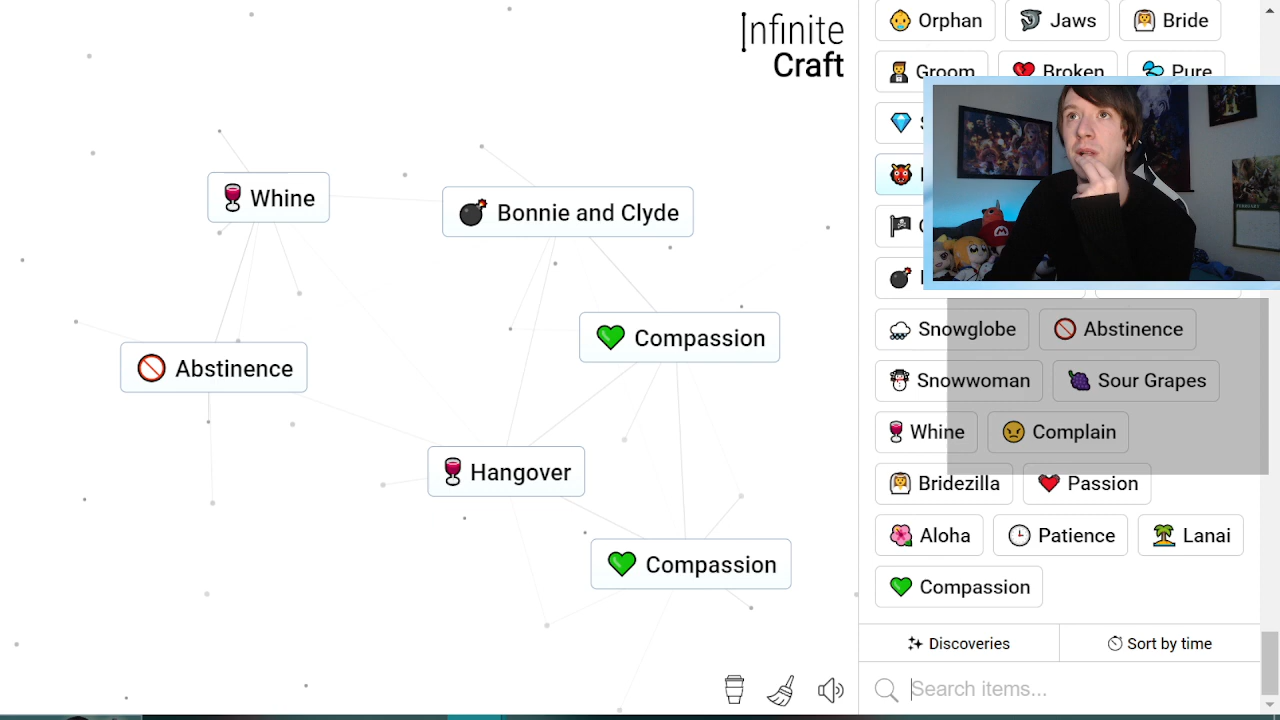 Infinite
Craft
Whine
Bonnie and Clyde
Compassion
Abstinence
Hangover
Compassion
Orphan
Jaws
Bride
Groom
Broken
Pure
Snowglobe
Abstinence
Snowwoman
Sour Grapes
Whine
Complain
Bridezilla
Passion
Aloha
Patience
Lanai
Compassion
Discoveries
Sort by time
Search items...
FEBRUARY